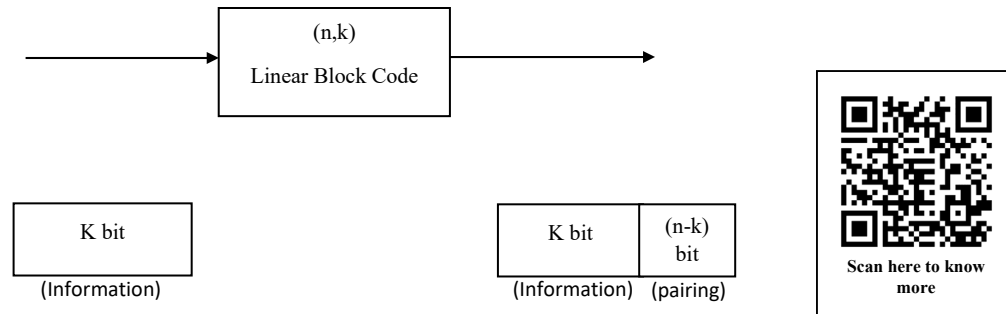 (n,k)
Linear Block Code
K bit
(Information)
K bit
(n-k)
bit
(Information)
(pairing)
Scan here to know
more